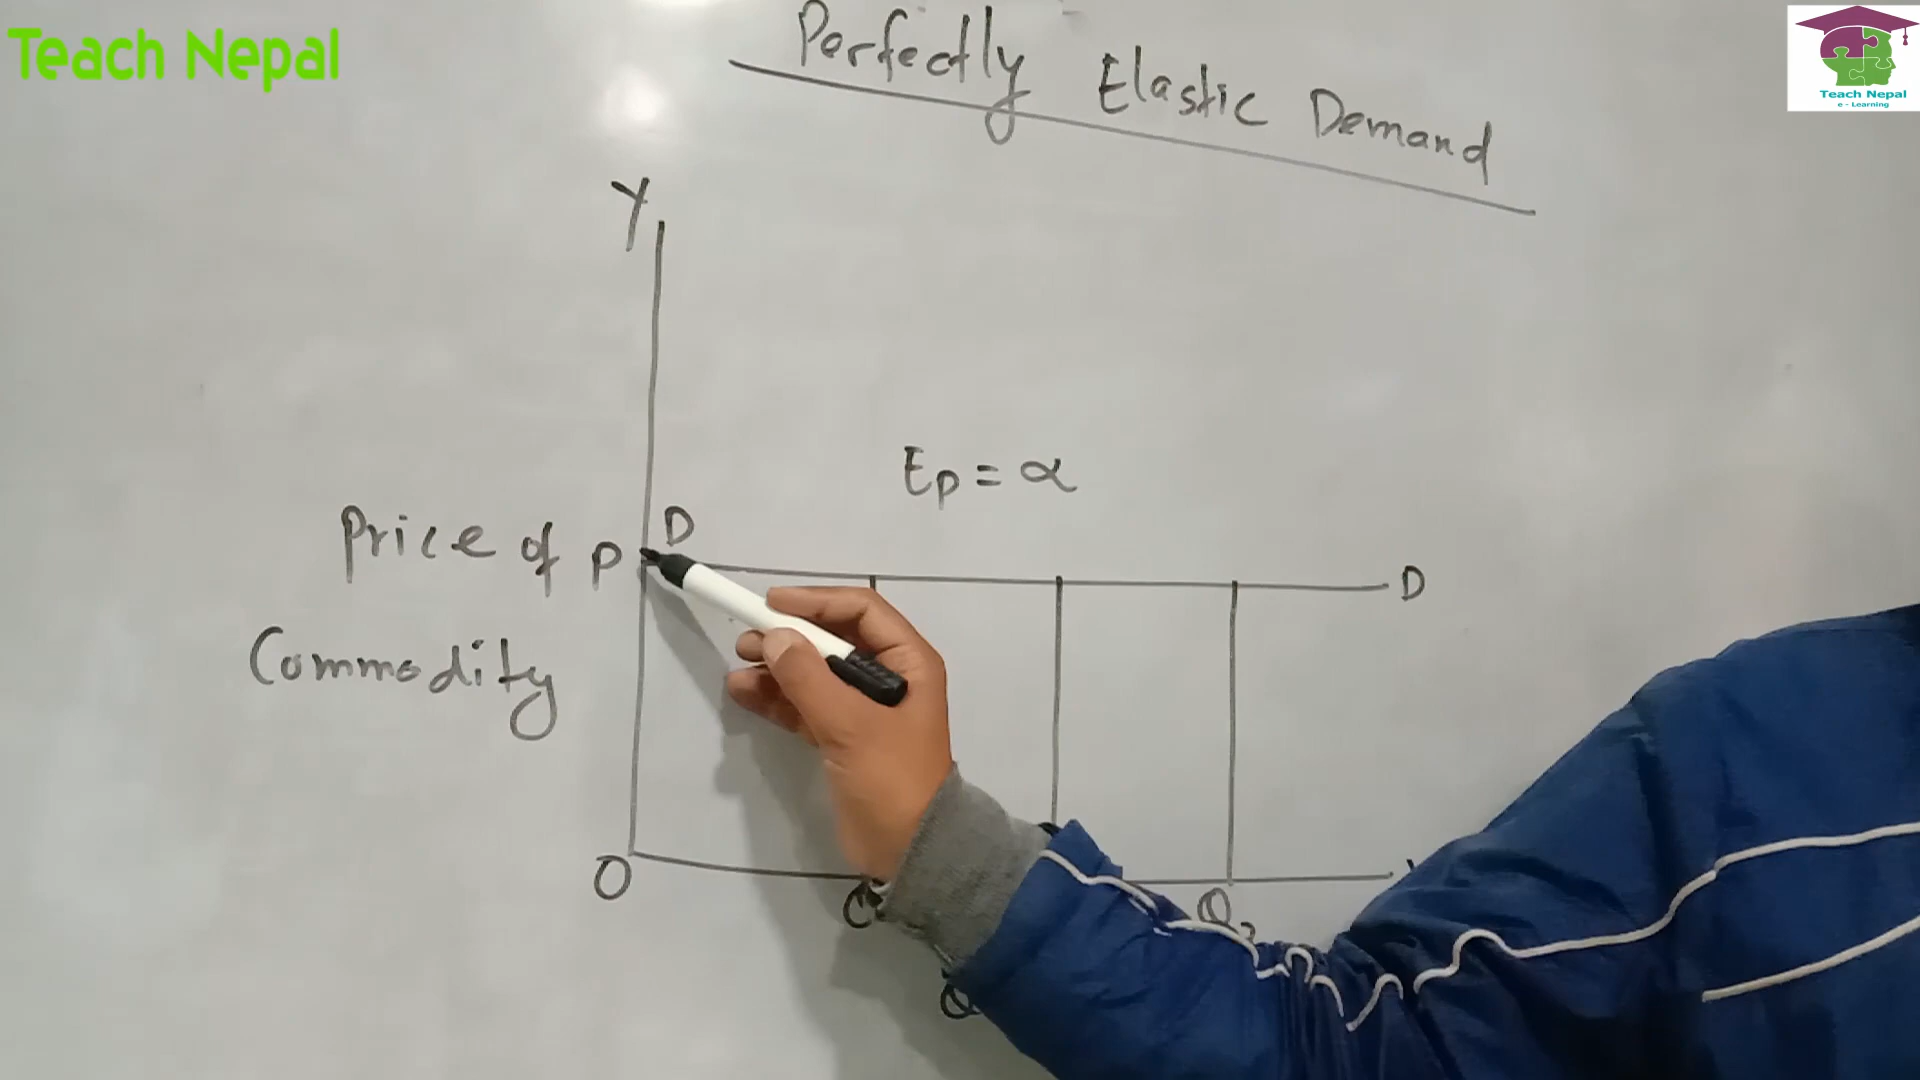 Teach Nepal
Teach Nepal
e - Learning
Perfectly Elastic Demand
Y
EP = α
D
Price of P
D
Commodity
O
Q